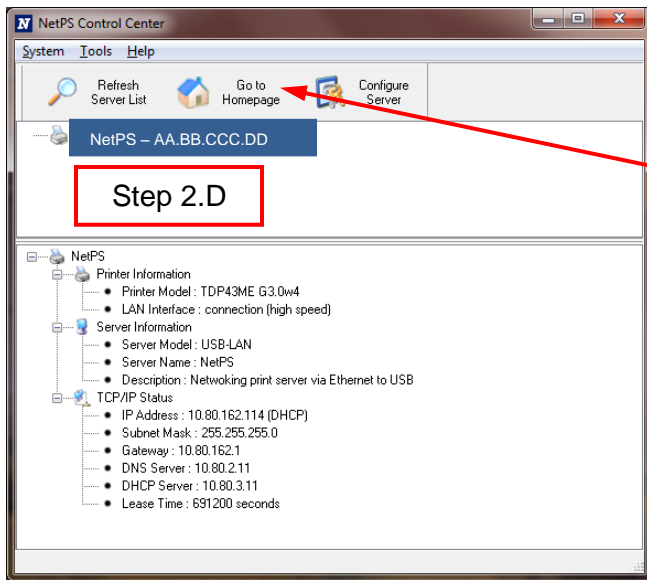 NetPS Control Center
System Tools Help
Refresh Server List
Go to Homepage
Configure Server
NetPS – AA.BB.CCC.DD
Step 2.D
NetPS
Printer Information
Printer Model : TDP43ME G3.0w4
LAN Interface : connection (high speed)
Server Information
Server Model : USB-LAN
Server Name : NetPS
Description : Netwoking print server via Ethernet to USB
TCP/IP Status
IP Address : 10.80.162.114 (DHCP)
Subnet Mask : 255.255.255.0
Gateway : 10.80.162.1
DNS Server : 10.80.2.11
DHCP Server : 10.80.3.11
Lease Time : 691200 seconds